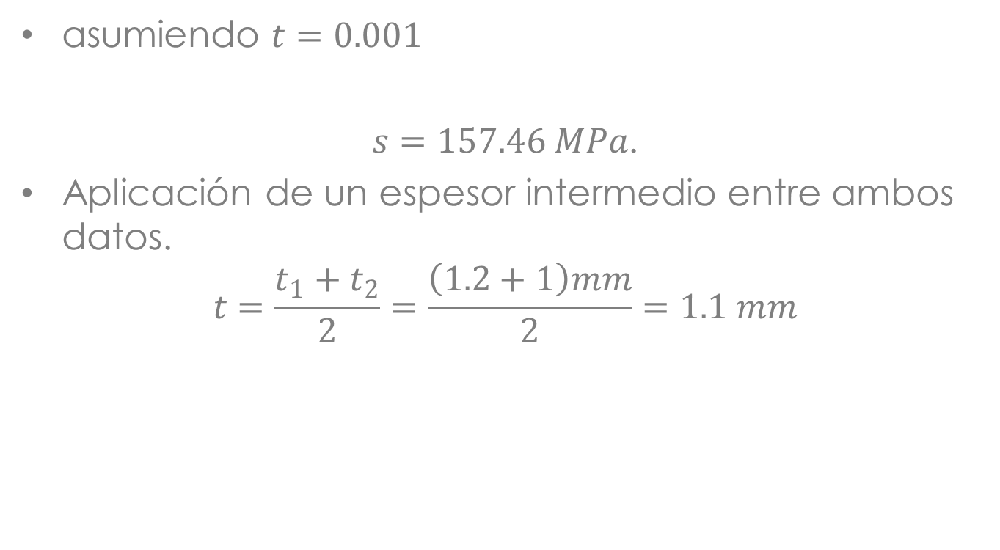 • asumiendo t = 0.001
s = 157.46 MPa.
• Aplicación de un espesor intermedio entre ambos
datos.
t = (t₁ + t₂)/2 = ((1.2 + 1)mm)/2 = 1.1 mm